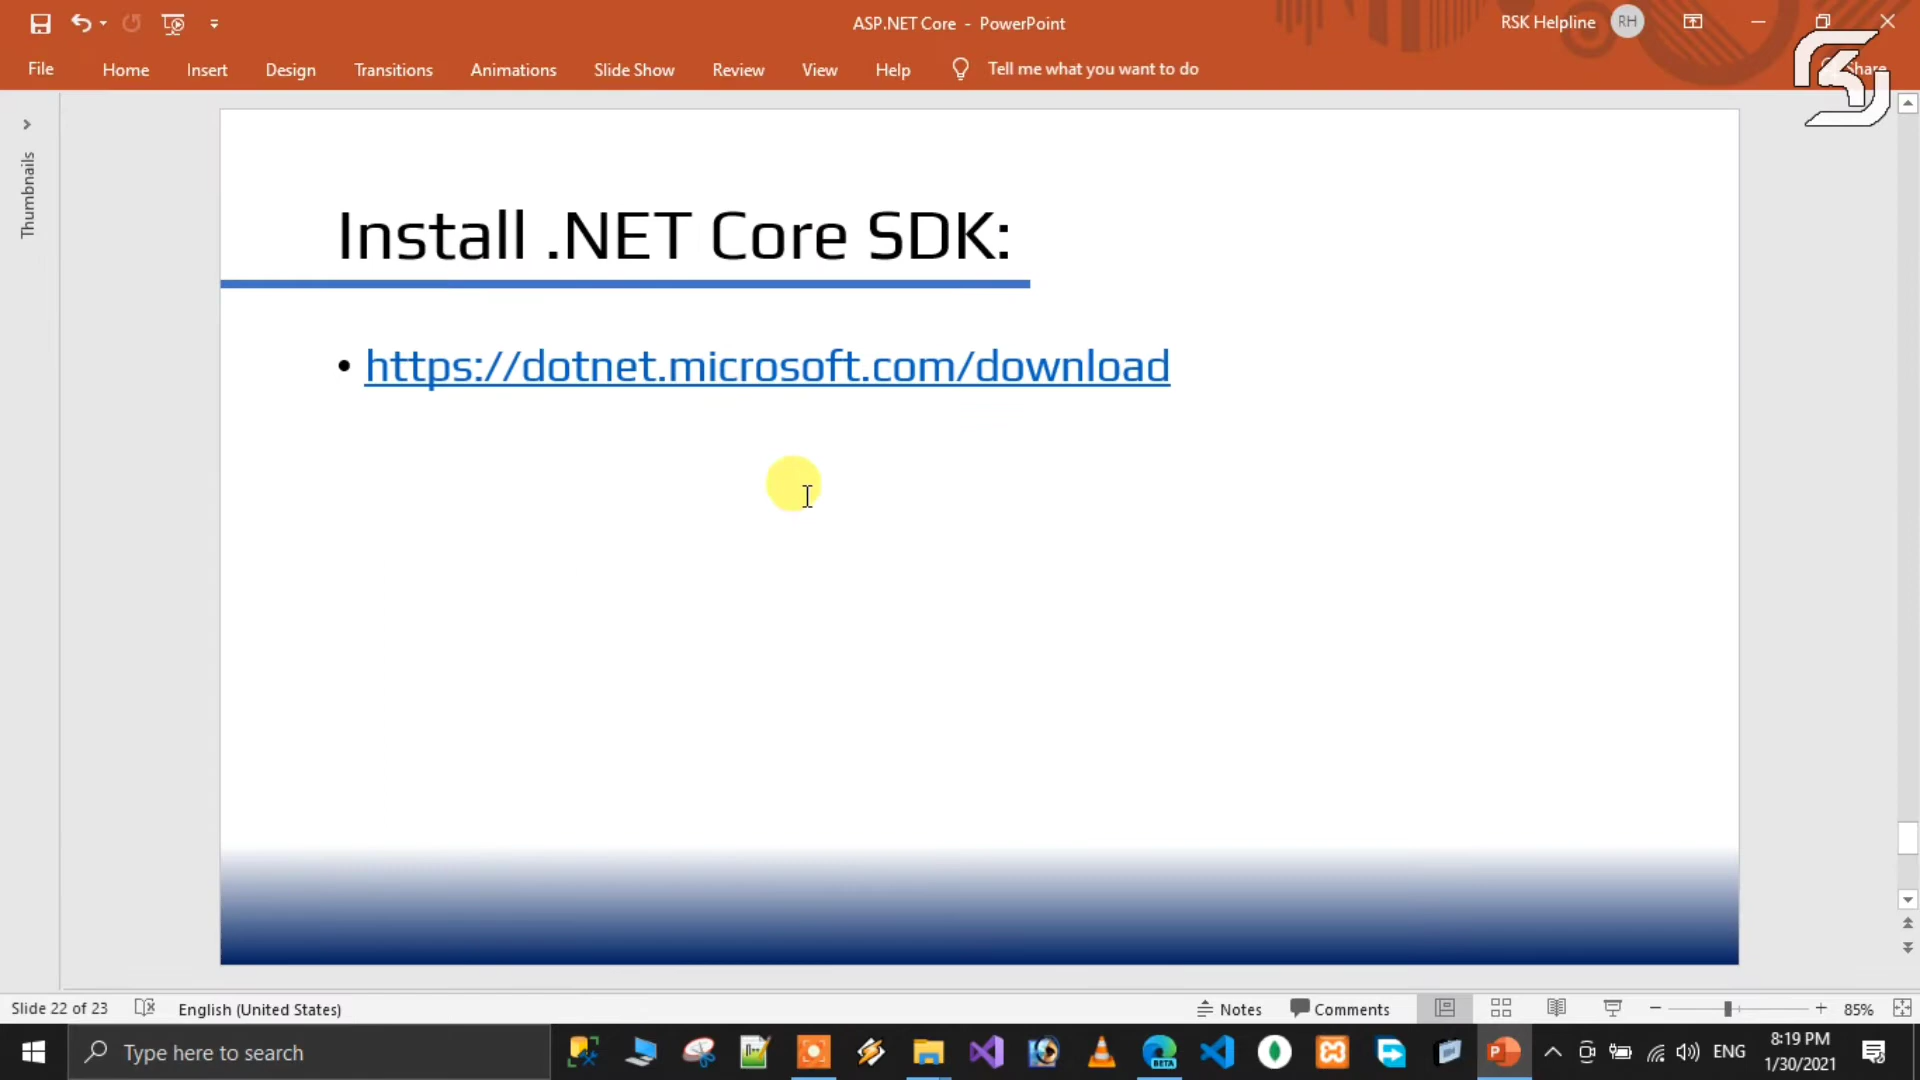 ASP.NET Core - PowerPoint
RSK Helpline
RH
File Home Insert Design Transitions Animations Slide Show Review View Help Tell me what you want to do
Share
Thumbnails
Install .NET Core SDK:
• https://dotnet.microsoft.com/download
Slide 22 of 23 English (United States) Notes Comments 85%
Type here to search
BETA
ENG
8:19 PM
1/30/2021